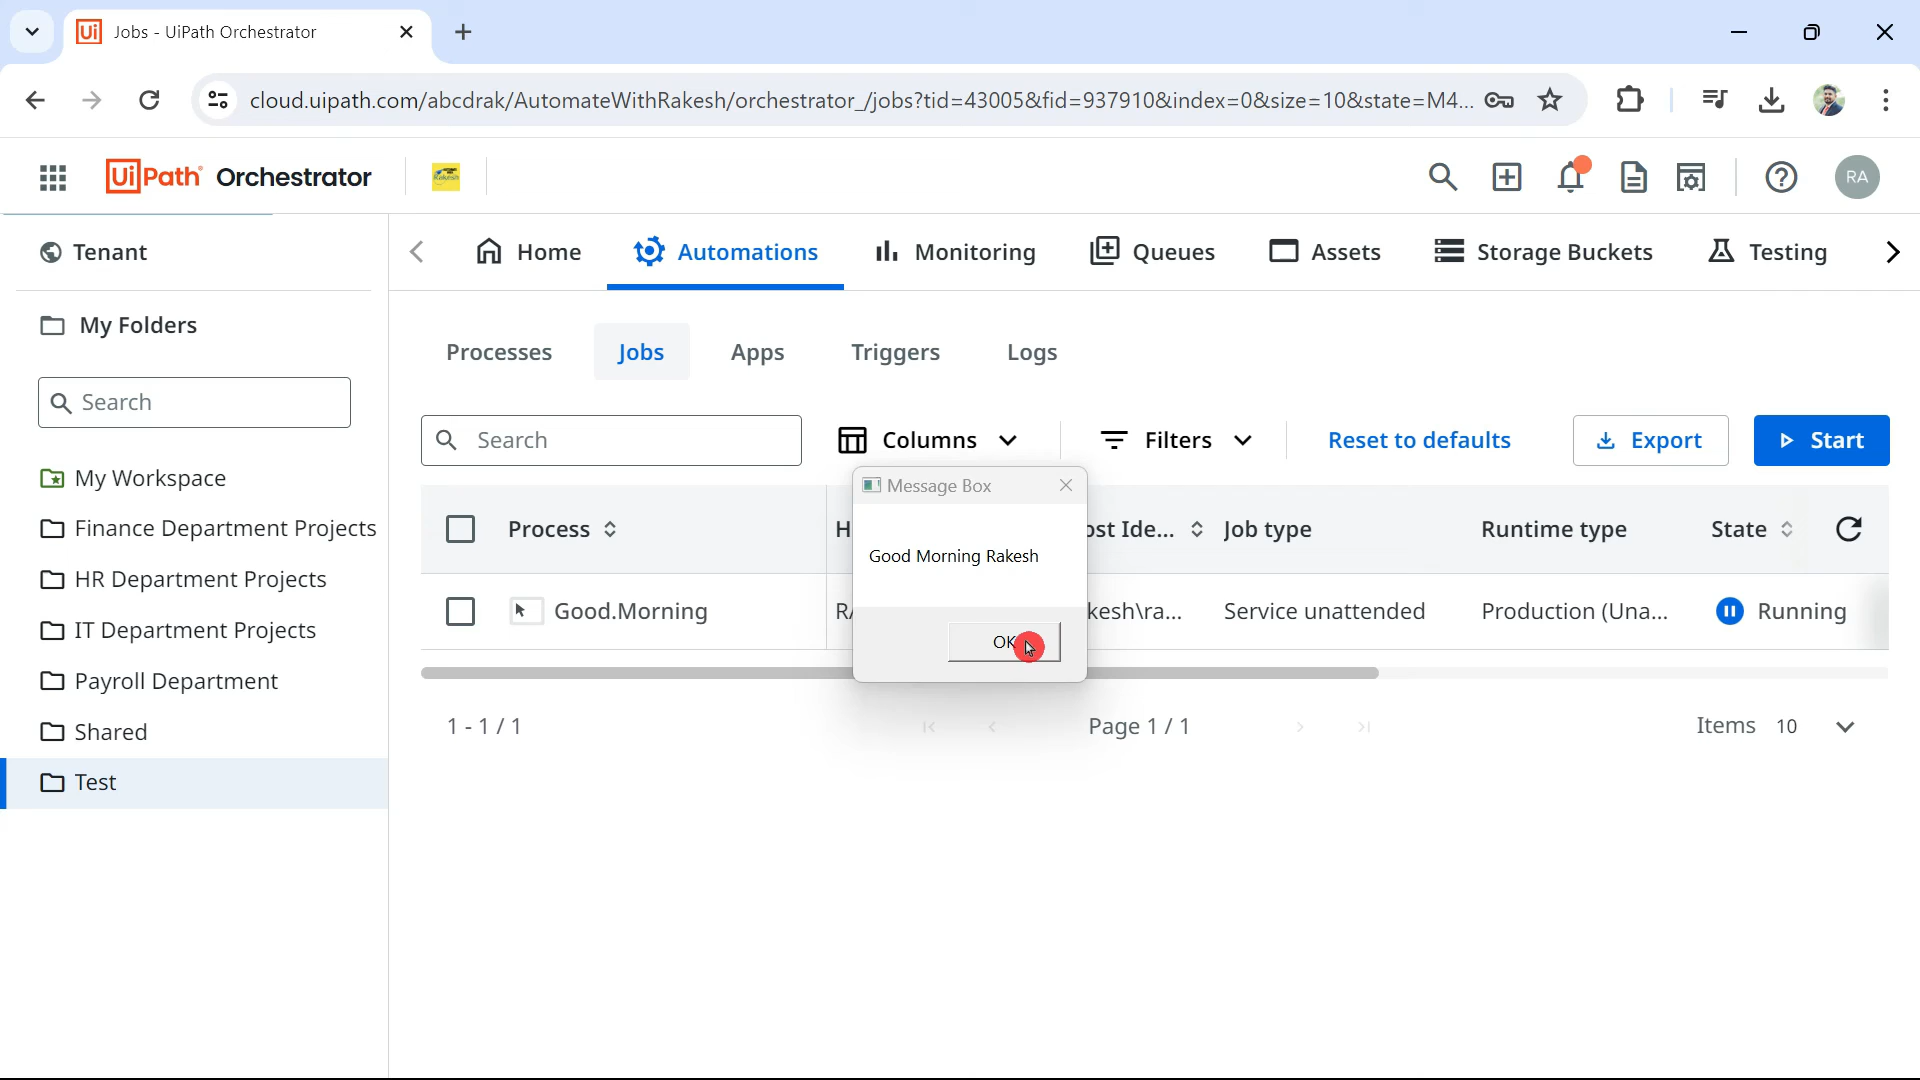 Jobs - UiPath Orchestrator
cloud.uipath.com/abcdrak/AutomateWithRakesh/orchestrator_/jobs?tid=43005&fid=937910&index=0&size=10&state=M4...
UiPath Orchestrator
RA
Tenant
Home
Automations
Monitoring
Queues
Assets
Storage Buckets
Testing
My Folders
Processes
Jobs
Apps
Triggers
Logs
Search
Search
Columns
Filters
Reset to defaults
Export
Start
My Workspace
Finance Department Projects
HR Department Projects
IT Department Projects
Payroll Department
Shared
Test
Message Box
Good Morning Rakesh
OK
Process
H
ost Ide...
Job type
Runtime type
State
Good.Morning
RA
kesh\ra...
Service unattended
Production (Una...
Running
1 - 1 / 1
Page 1 / 1
Items 10